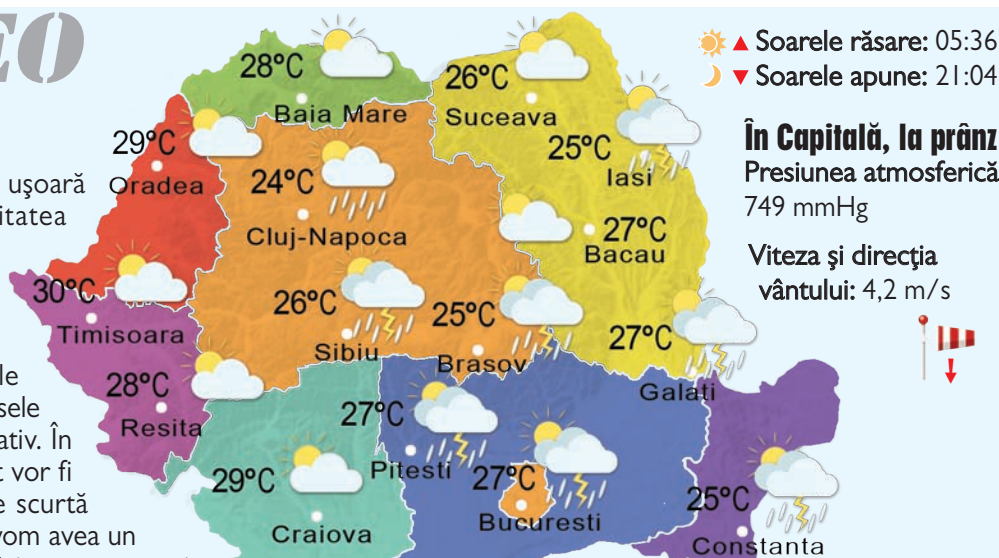 EO
uşoară
itatea
le
sele
ativ. În
t vor fi
e scurtă
vom avea un
28°C
Baia Mare
26°C
Suceava
29°C
Oradea
25°C
Iasi
24°C
Cluj-Napoca
27°C
Bacau
30°C
Timisoara
26°C
Sibiu
25°C
Brasov
27°C
Galati
28°C
Resita
27°C
Pitesti
29°C
Craiova
27°C
Bucuresti
25°C
Constanta
Soarele răsare: 05:36
Soarele apune: 21:04
În Capitală, la prânz
Presiunea atmosferică
749 mmHg
Viteza şi direcţia
vântului: 4,2 m/s